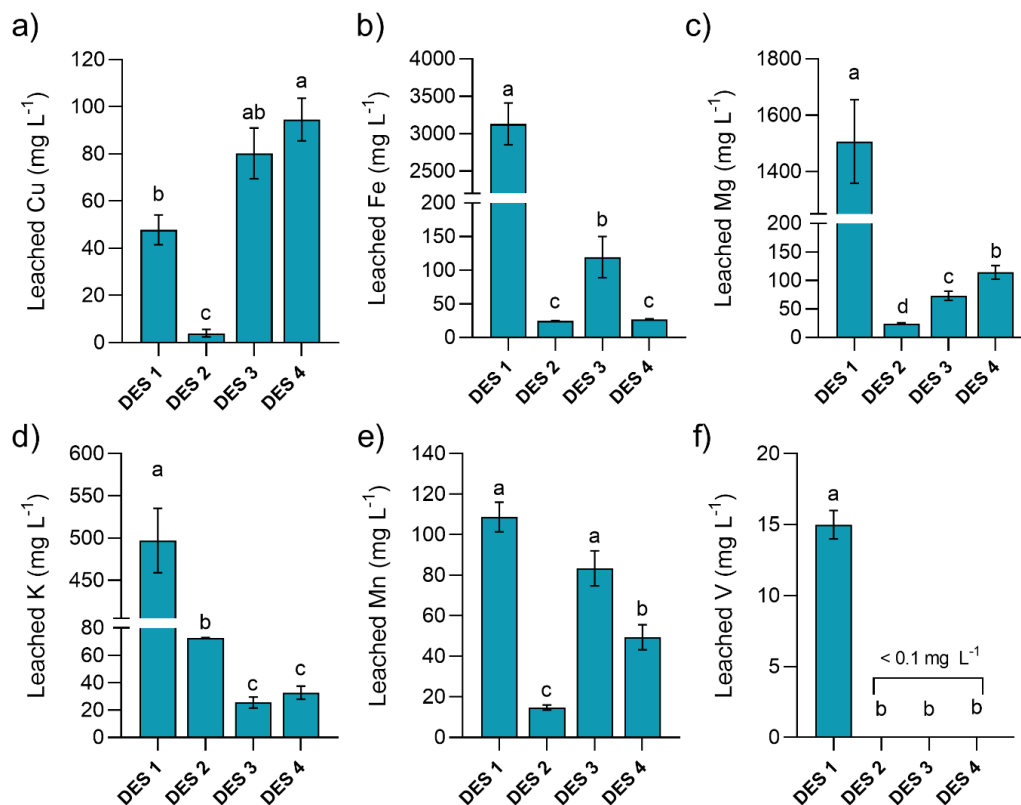 a)
Leached Cu (mg L⁻¹)
120
100
80
60
40
20
0
b
c
ab
a
DES 1
DES 2
DES 3
DES 4
b)
Leached Fe (mg L⁻¹)
4000
3500
3000
2500
200
150
100
50
0
a
c
b
c
DES 1
DES 2
DES 3
DES 4
c)
Leached Mg (mg L⁻¹)
1800
1600
1400
200
150
100
50
0
a
d
c
b
DES 1
DES 2
DES 3
DES 4
d)
Leached K (mg L⁻¹)
600
550
500
450
80
60
40
20
0
a
b
c
c
DES 1
DES 2
DES 3
DES 4
e)
Leached Mn (mg L⁻¹)
140
120
100
80
60
40
20
0
a
c
a
b
DES 1
DES 2
DES 3
DES 4
f)
Leached V (mg L⁻¹)
20
15
10
5
0
a
< 0.1 mg L⁻¹
b
b
b
DES 1
DES 2
DES 3
DES 4